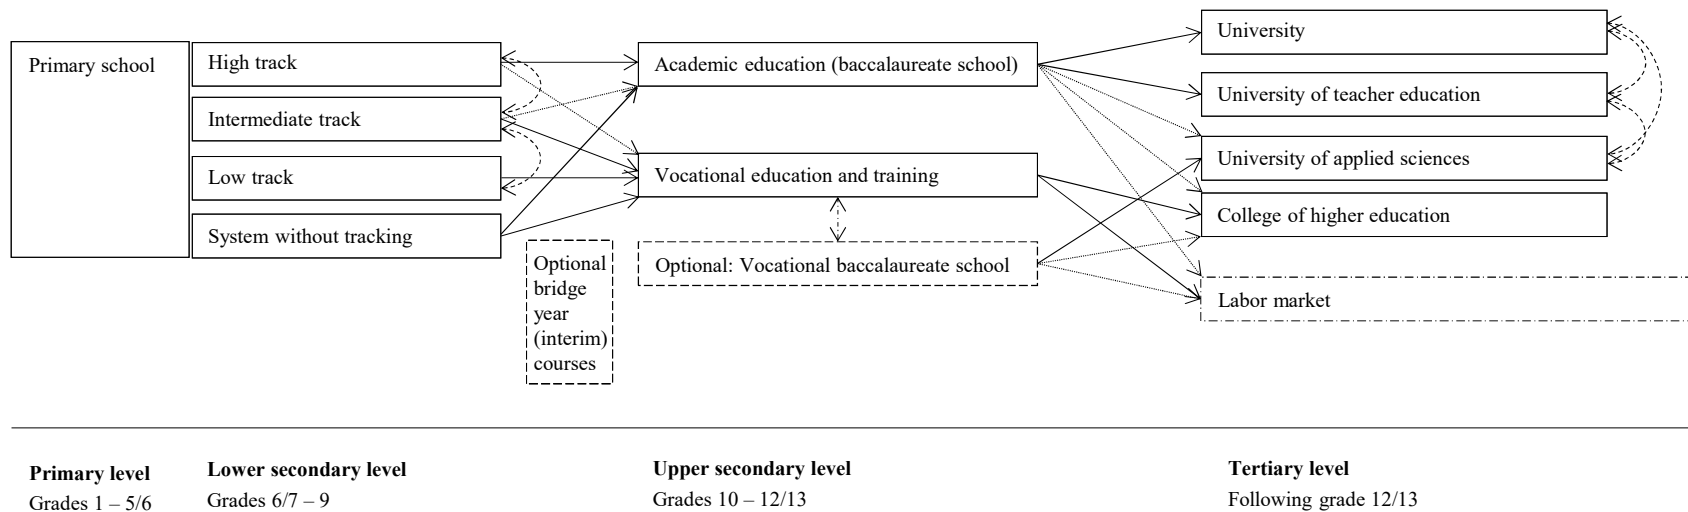 Primary school
High track
Intermediate track
Low track
System without tracking
Optional
bridge
year
(interim)
courses
Academic education (baccalaureate school)
Vocational education and training
Optional: Vocational baccalaureate school
University
University of teacher education
University of applied sciences
College of higher education
Labor market
Primary level
Grades 1 – 5/6
Lower secondary level
Grades 6/7 – 9
Upper secondary level
Grades 10 – 12/13
Tertiary level
Following grade 12/13